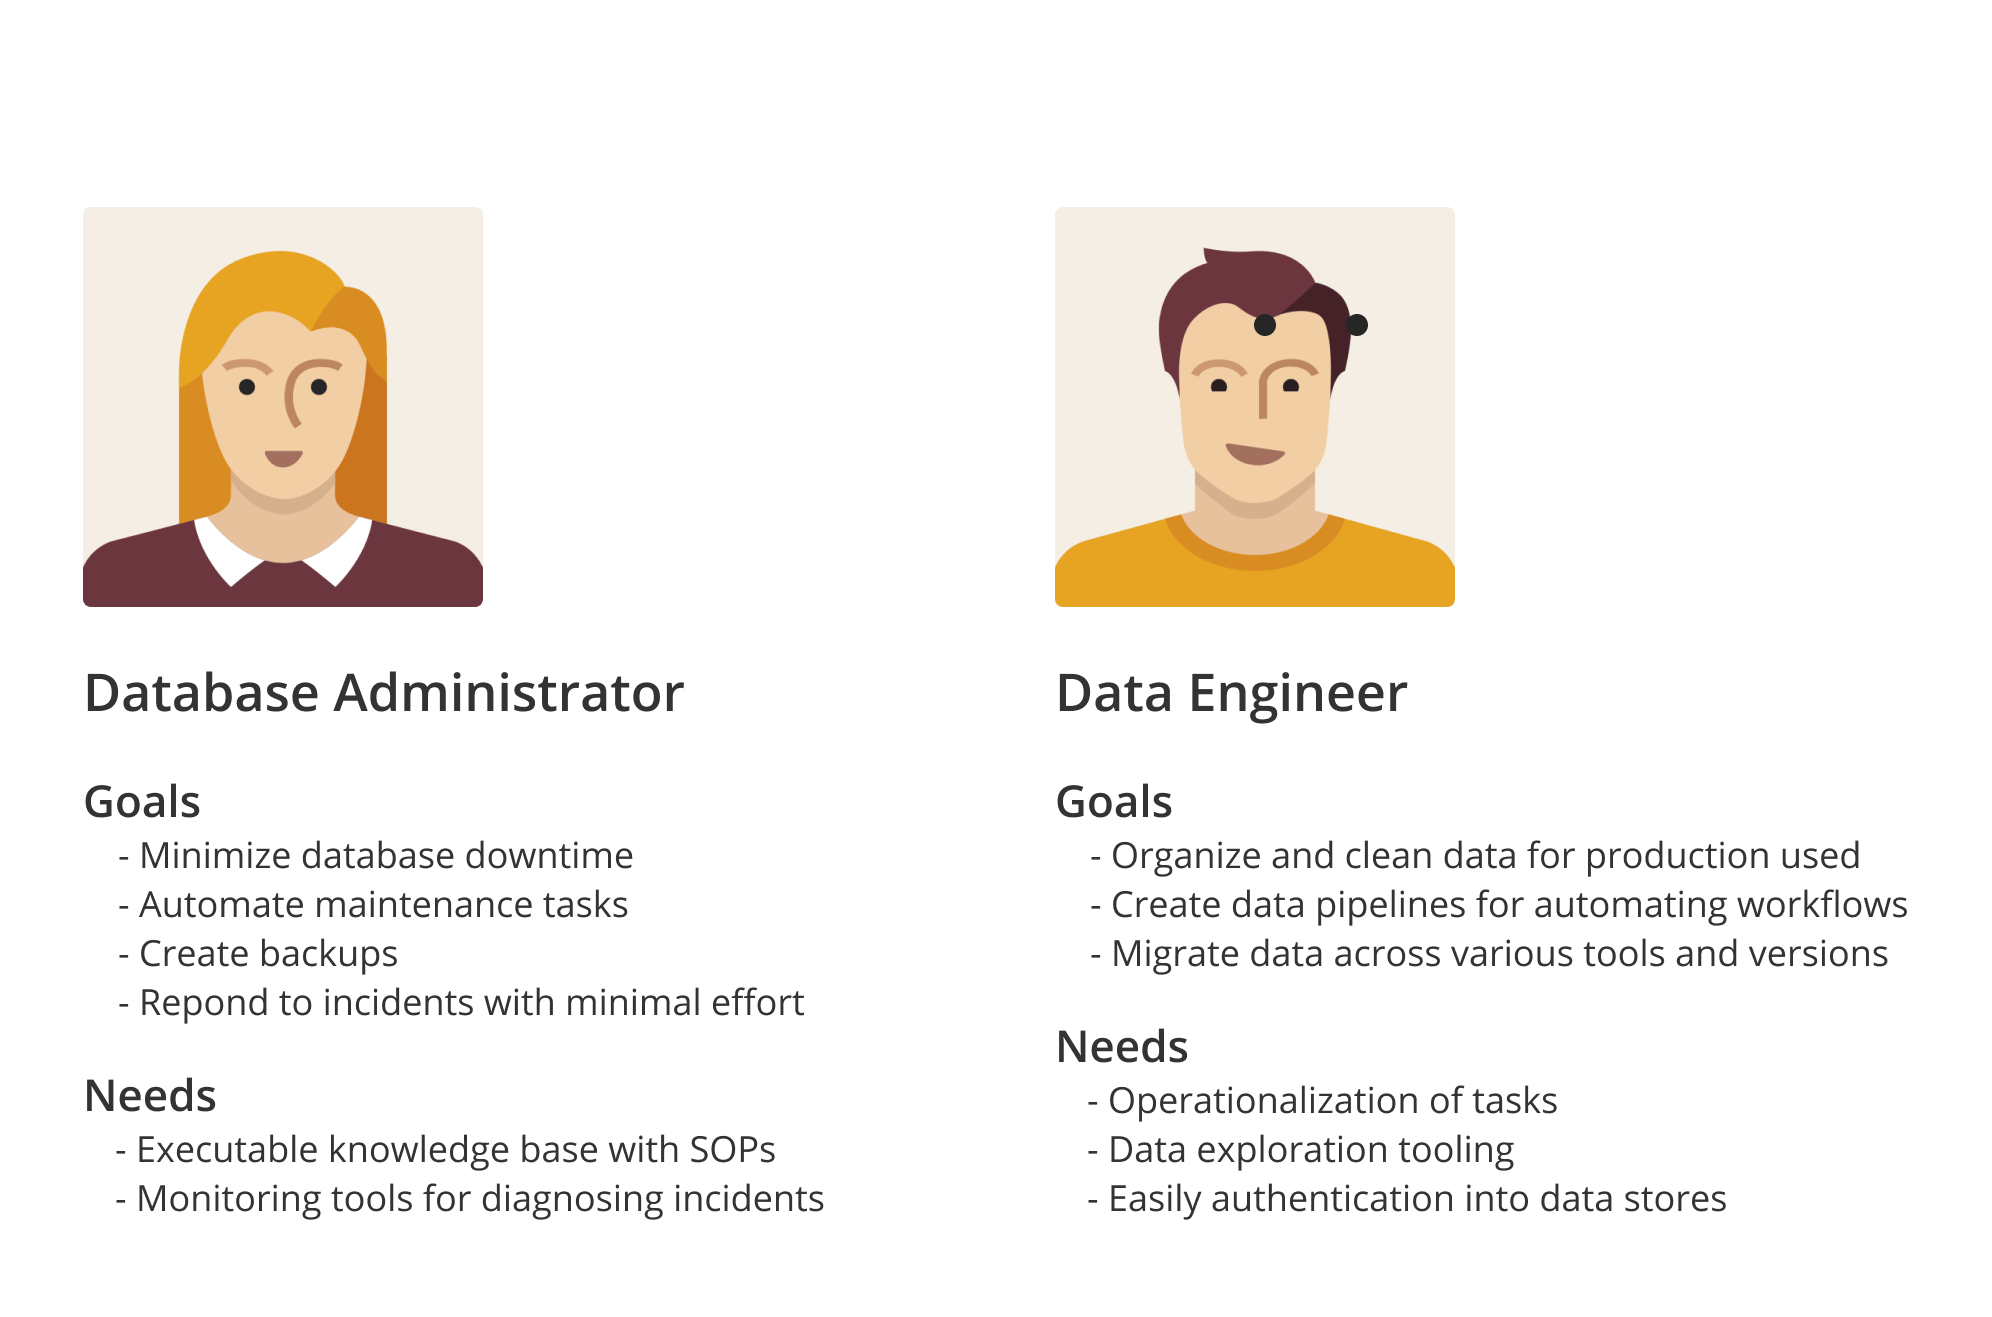 Database Administrator
Goals
- Minimize database downtime
- Automate maintenance tasks
- Create backups
- Repond to incidents with minimal effort
Needs
- Executable knowledge base with SOPs
- Monitoring tools for diagnosing incidents
Data Engineer
Goals
- Organize and clean data for production used
- Create data pipelines for automating workflows
- Migrate data across various tools and versions
Needs
- Operationalization of tasks
- Data exploration tooling
- Easily authentication into data stores